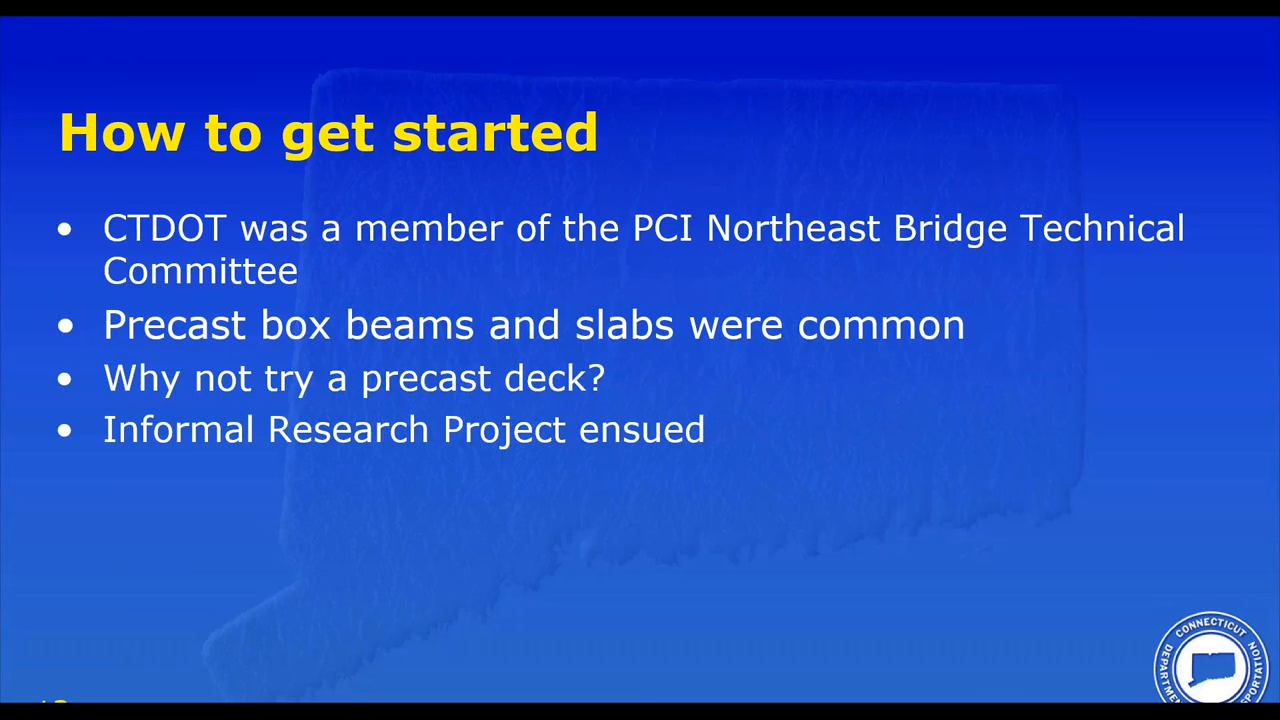 How to get started
• CTDOT was a member of the PCI Northeast Bridge Technical
Committee
• Precast box beams and slabs were common
• Why not try a precast deck?
• Informal Research Project ensued
CONNECTICUT